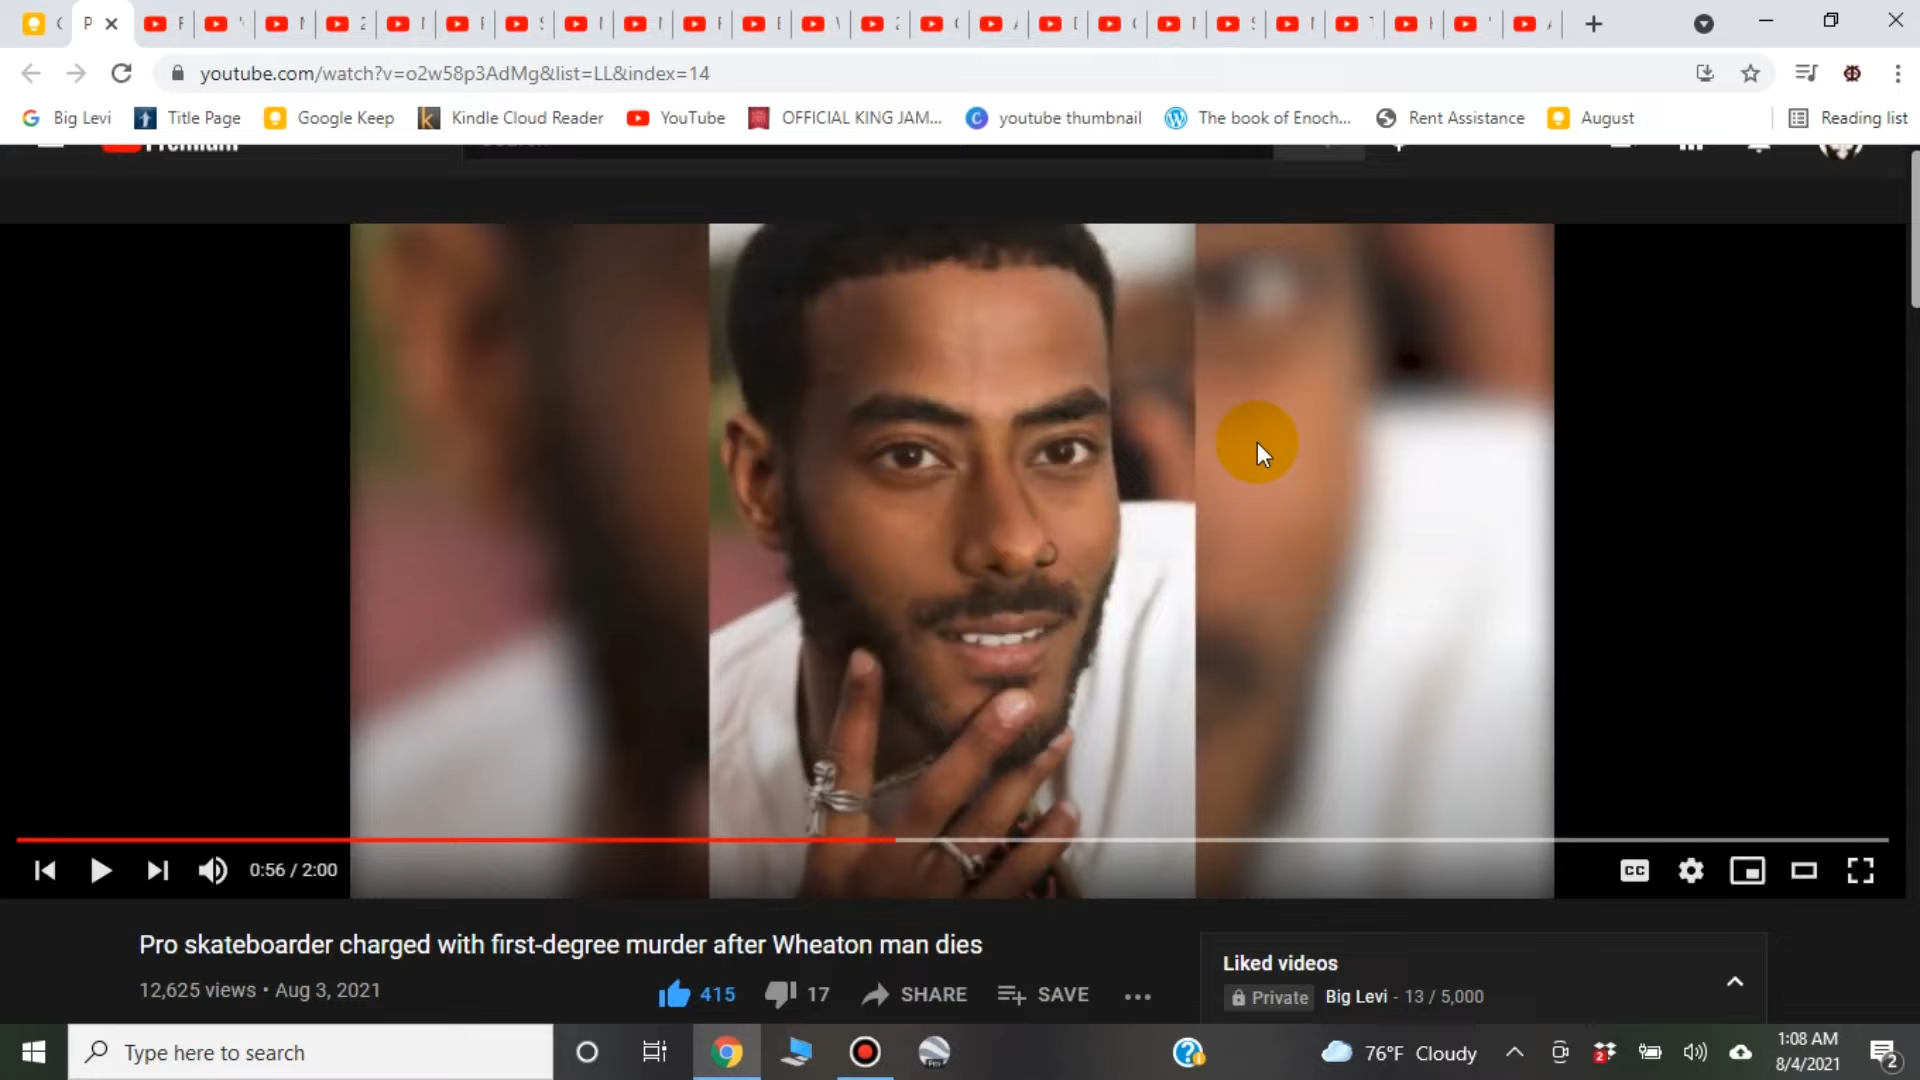 youtube.com/watch?v=o2w58p3AdMg&list=LL&index=14
Big Levi
Title Page
Google Keep
Kindle Cloud Reader
YouTube
OFFICIAL KING JAM...
youtube thumbnail
The book of Enoch...
Rent Assistance
August
Reading list
Premium
0:56 / 2:00
CC
Pro skateboarder charged with first-degree murder after Wheaton man dies
12,625 views • Aug 3, 2021
415
17
SHARE
SAVE
Liked videos
Private Big Levi - 13 / 5,000
Type here to search
76°F Cloudy
1:08 AM
8/4/2021
2
2